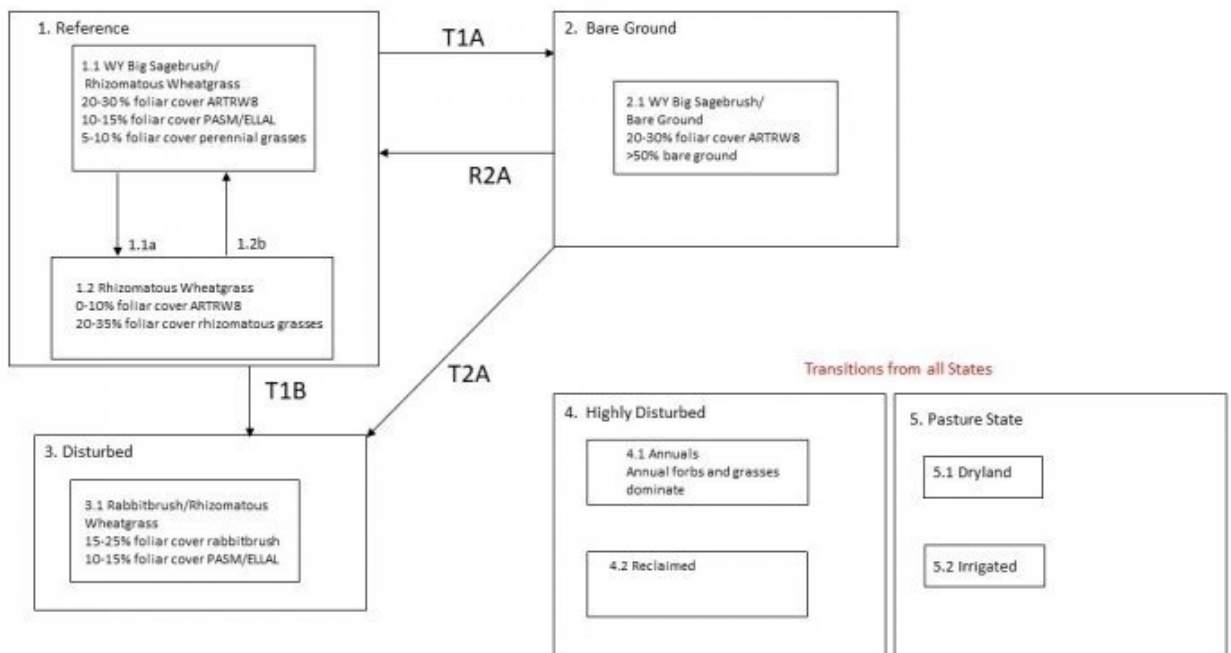 1. Reference
1.1 WY Big Sagebrush/
Rhizomatous Wheatgrass
20-30% foliar cover ARTRW8
10-15% foliar cover PASM/ELLAL
5-10% foliar cover perennial grasses
1.1a
1.2b
1.2 Rhizomatous Wheatgrass
0-10% foliar cover ARTRW8
20-35% foliar cover rhizomatous grasses
T1A
R2A
2. Bare Ground
2.1 WY Big Sagebrush/
Bare Ground
20-30% foliar cover ARTRW8
>50% bare ground
T1B
T2A
3. Disturbed
3.1 Rabbitbrush/Rhizomatous
Wheatgrass
15-25% foliar cover rabbitbrush
10-15% foliar cover PASM/ELLAL
Transitions from all States
4. Highly Disturbed
4.1 Annuals
Annual forbs and grasses
dominate
4.2 Reclaimed
5. Pasture State
5.1 Dryland
5.2 Irrigated